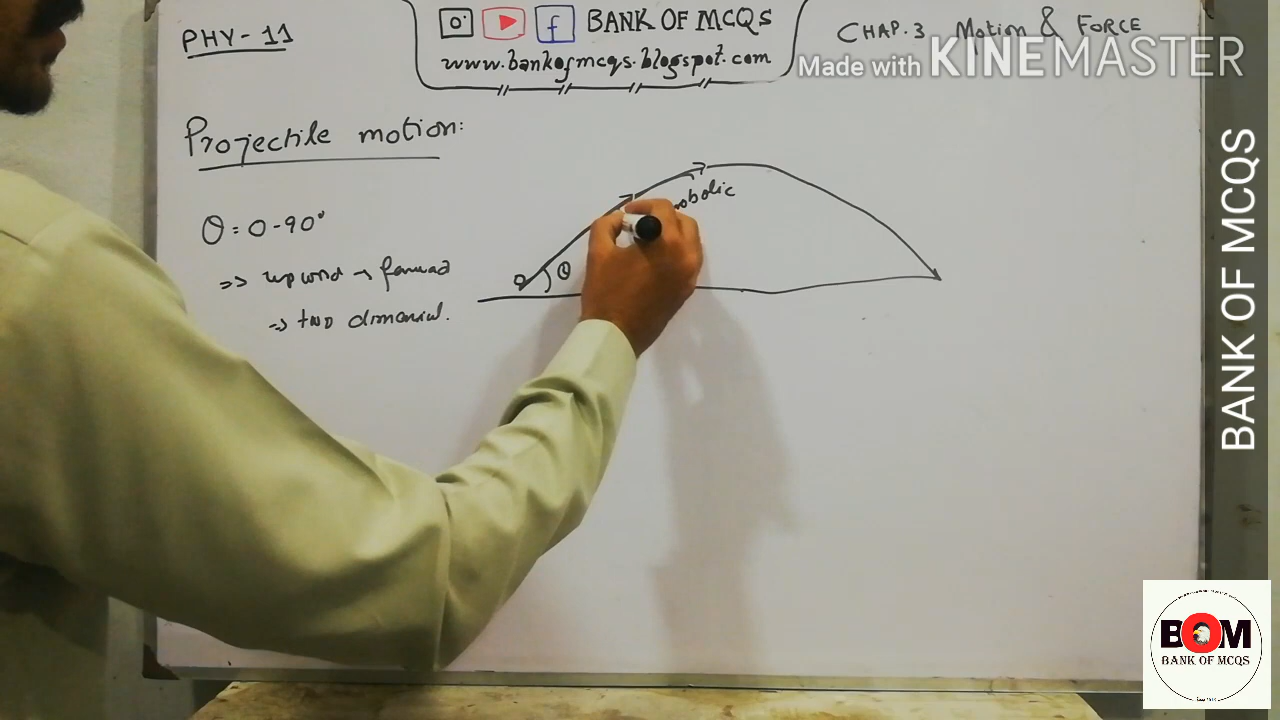 PHY-11
BANK OF MCQS
www.bankofmcqs.blogspot.com
CHAP.3 Motion & FORCE
Made with KINEMASTER
Projectile motion:
θ = 0-90°
=> upword → forward
=> two
θ
BANK OF MCQS
BOM
BANK OF MCQS